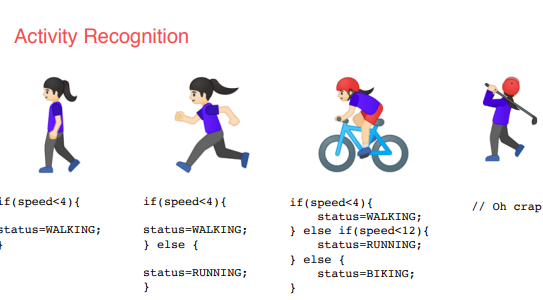 Activity Recognition
if(speed<4){
status=WALKING;
}
if(speed<4){
status=WALKING;
} else {
status=RUNNING;
}
if(speed<4){
status=WALKING;
} else if(speed<12){
status=RUNNING;
} else {
status=BIKING;
}
// Oh crap